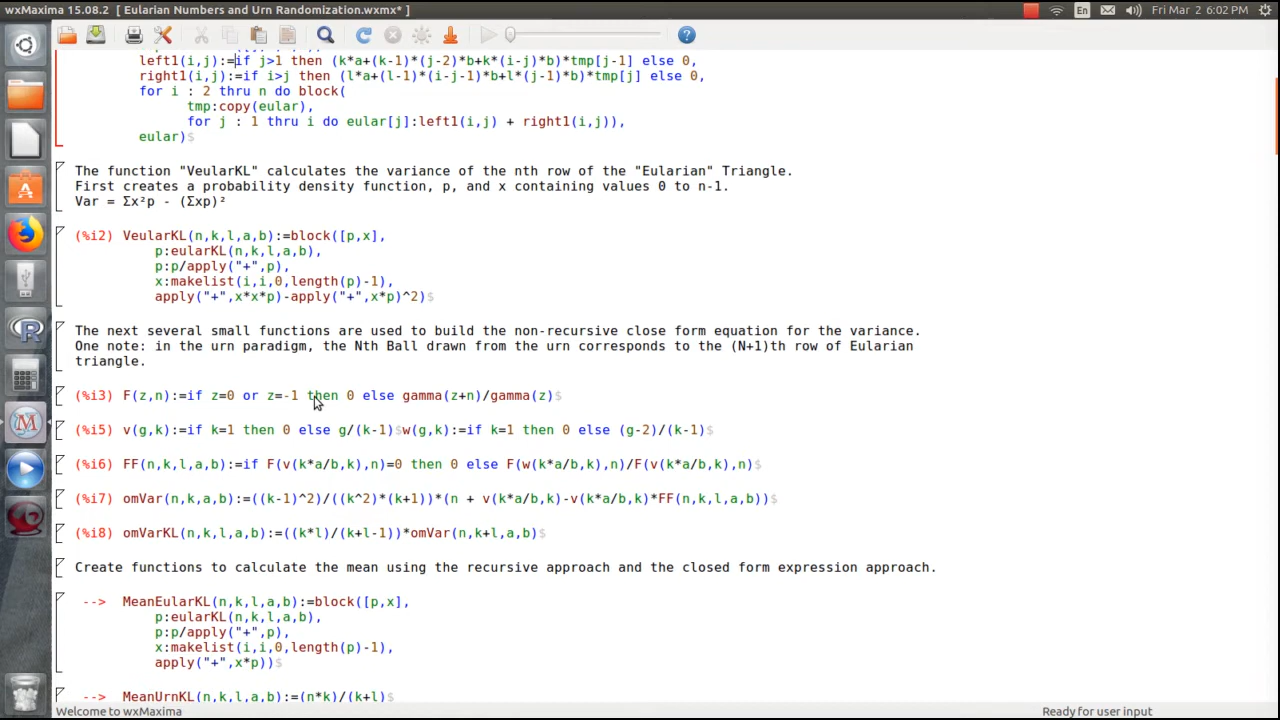 wxMaxima 15.08.2 [ Eularian Numbers and Urn Randomization.wxmx* ]
En
Fri Mar 2 6:02 PM
left1(i,j):=if j>1 then (k*a+(k-1)*(j-2)*b+k*(i-j)*b)*tmp[j-1] else 0,
right1(i,j):=if i>j then (l*a+(l-1)*(i-j-1)*b+l*(j-1)*b)*tmp[j] else 0,
for i : 2 thru n do block(
tmp:copy(eular),
for j : 1 thru i do eular[j]:left1(i,j) + right1(i,j)),
eular)$
The function "VeularKL" calculates the variance of the nth row of the "Eularian" Triangle.
First creates a probability density function, p, and x containing values 0 to n-1.
Var = Σx²p - (Σxp)²
(%i2) VeularKL(n,k,l,a,b):=block([p,x],
p:eularKL(n,k,l,a,b),
p:p/apply("+",p),
x:makelist(i,i,0,length(p)-1),
apply("+",x*x*p)-apply("+",x*p)^2)$
The next several small functions are used to build the non-recursive close form equation for the variance.
One note: in the urn paradigm, the Nth Ball drawn from the urn corresponds to the (N+1)th row of Eularian
triangle.
(%i3) F(z,n):=if z=0 or z=-1 then 0 else gamma(z+n)/gamma(z)$
(%i5) v(g,k):=if k=1 then 0 else g/(k-1)$w(g,k):=if k=1 then 0 else (g-2)/(k-1)$
(%i6) FF(n,k,l,a,b):=if F(v(k*a/b,k),n)=0 then 0 else F(w(k*a/b,k),n)/F(v(k*a/b,k),n)$
(%i7) omVar(n,k,a,b):=((k-1)^2)/((k^2)*(k+1))*(n + v(k*a/b,k)-v(k*a/b,k)*FF(n,k,l,a,b))$
(%i8) omVarKL(n,k,l,a,b):=((k*l)/(k+l-1))*omVar(n,k+l,a,b)$
Create functions to calculate the mean using the recursive approach and the closed form expression approach.
--> MeanEularKL(n,k,l,a,b):=block([p,x],
p:eularKL(n,k,l,a,b),
p:p/apply("+",p),
x:makelist(i,i,0,length(p)-1),
apply("+",x*p))$
--> MeanUrnKL(n,k,l,a,b):=(n*k)/(k+l)$
Welcome to wxMaxima
Ready for user input